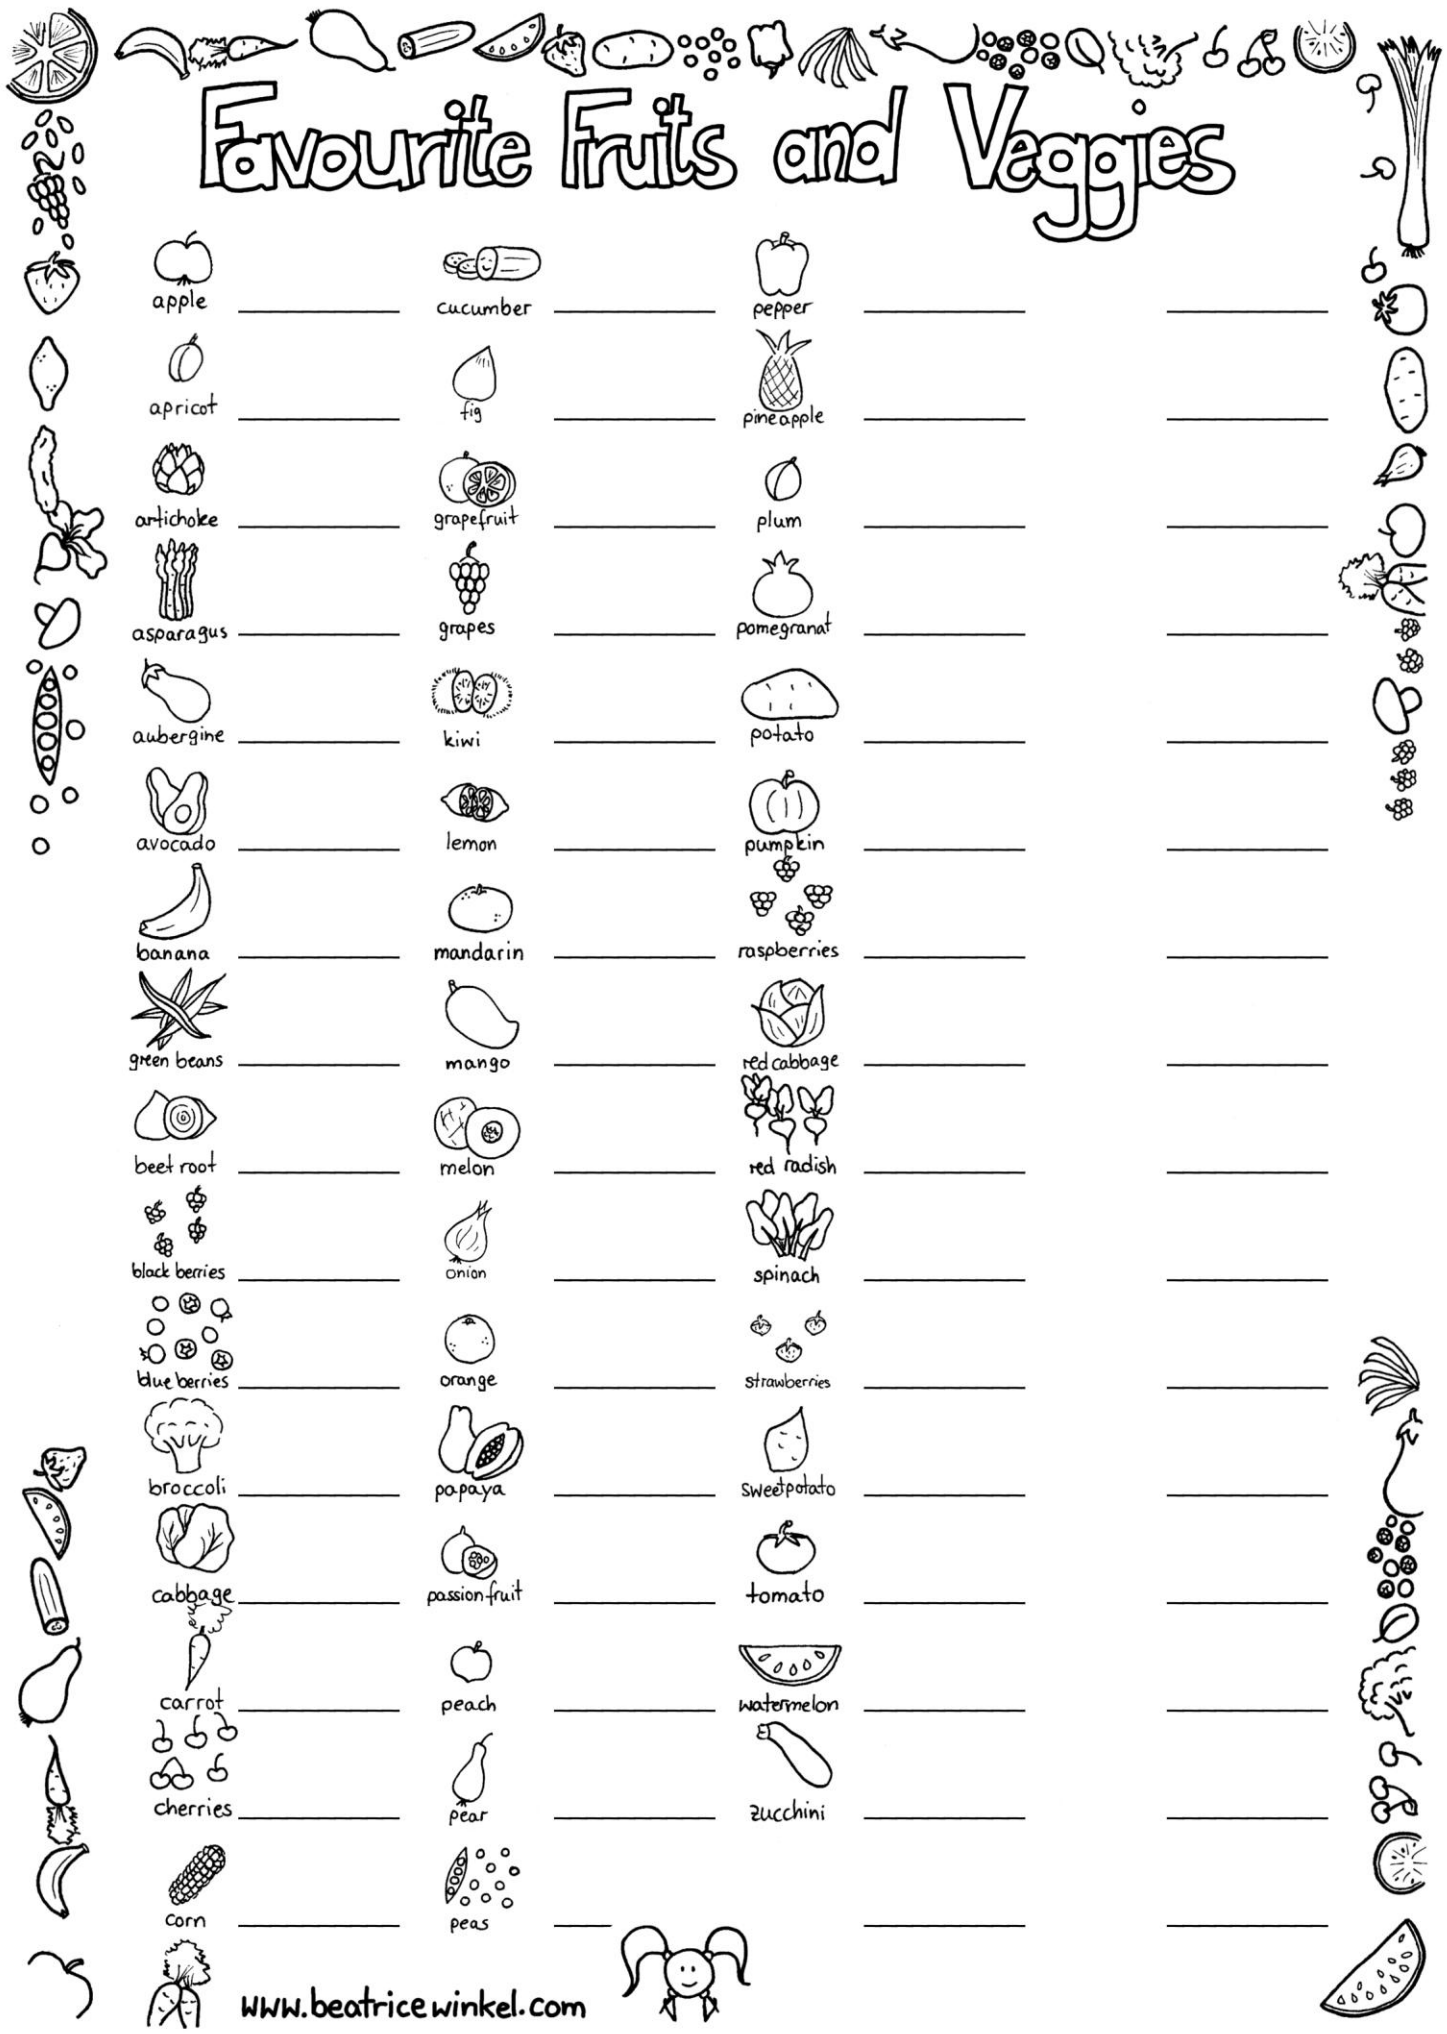 Favourite Fruits and Veggies
apple
cucumber
pepper
apricot
fig
pineapple
artichoke
grapefruit
plum
asparagus
grapes
pomegranat
aubergine
kiwi
potato
avocado
lemon
pumpkin
banana
mandarin
raspberries
green beans
mango
red cabbage
beet root
melon
red radish
black berries
onion
spinach
blue berries
orange
strawberries
broccoli
papaya
sweetpotato
cabbage
passion fruit
tomato
carrot
peach
watermelon
cherries
pear
zucchini
corn
peas
www.beatricewinkel.com